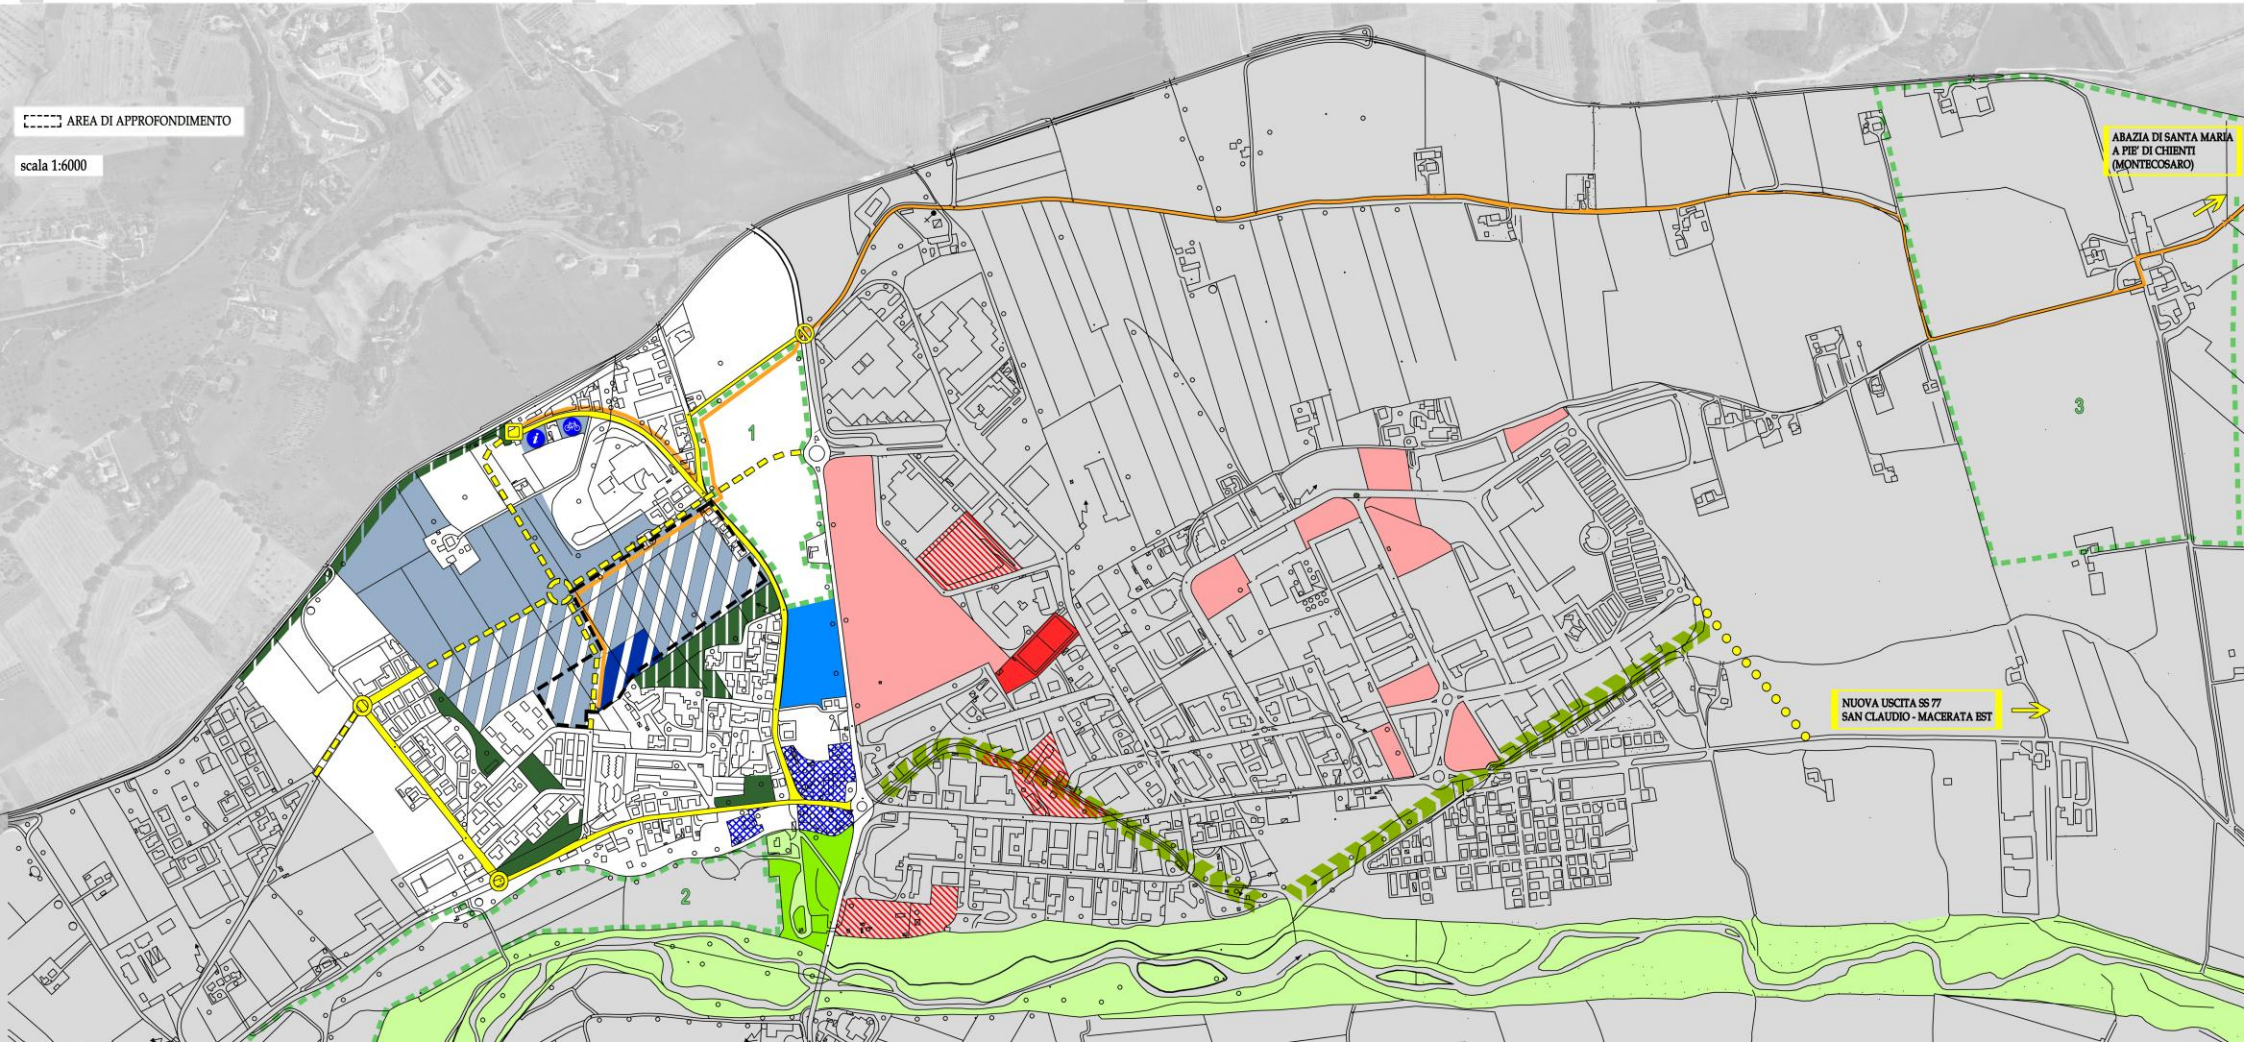 AREA DI APPROFONDIMENTO
scala 1:6000
ABAZIA DI SANTA MARIA
A PIE' DI CHIENTI
(MONTECOSARO)
1
3
i
NUOVA USCITA SS 77
SAN CLAUDIO - MACERATA EST
2